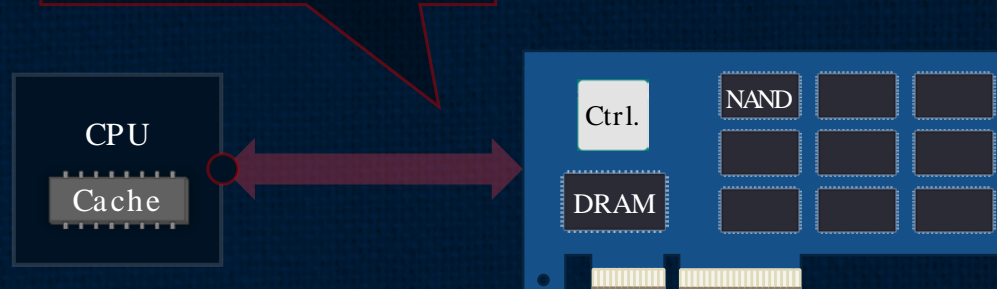 CPU
Cache
Ctrl.
DRAM
NAND